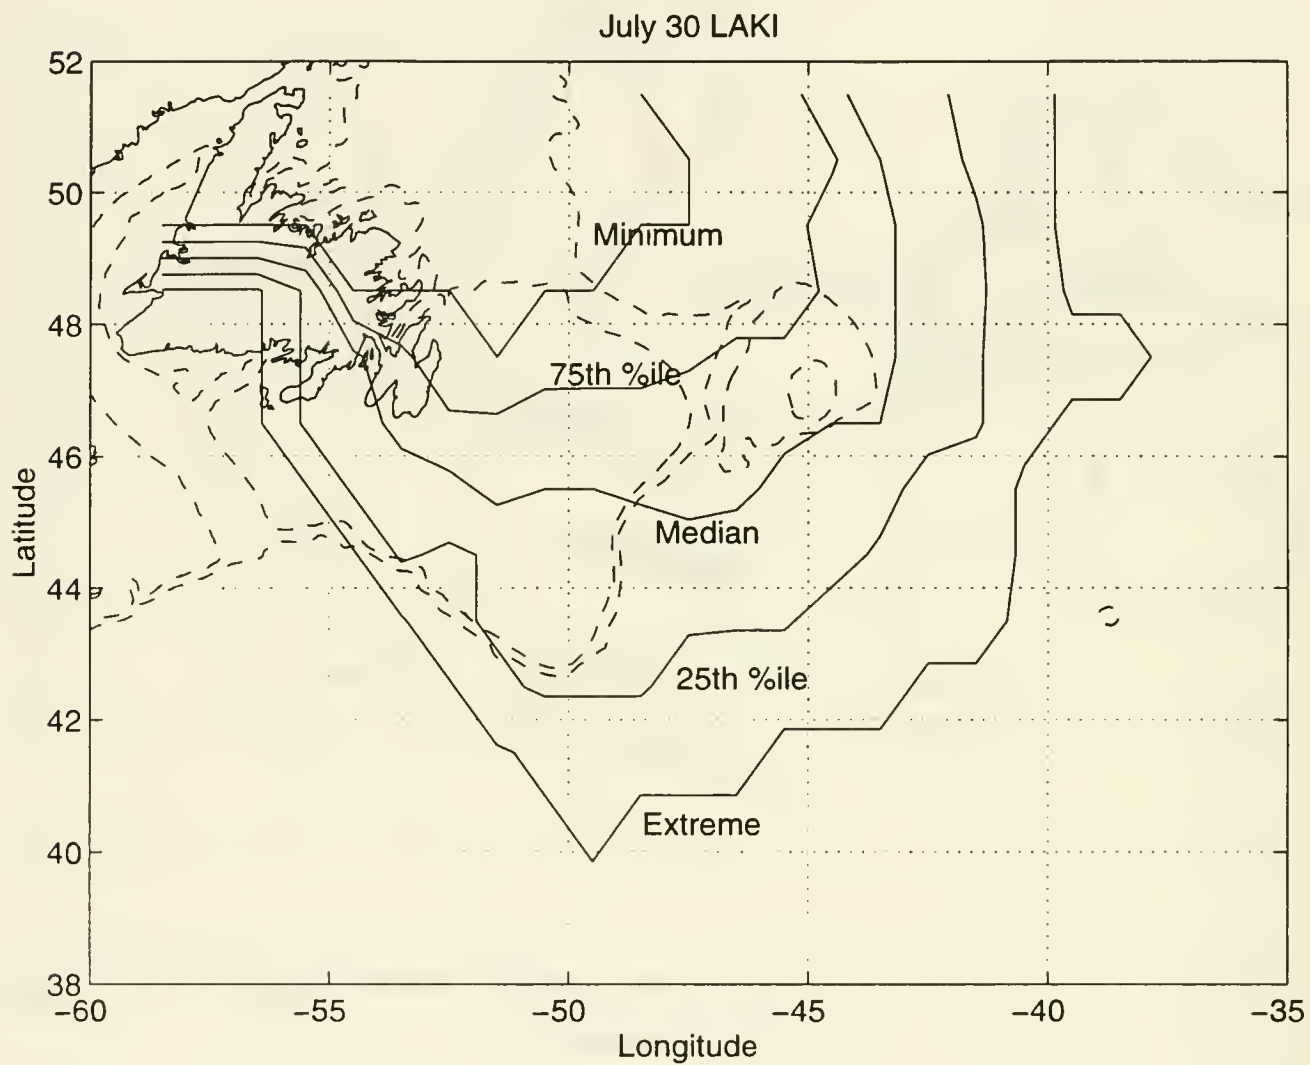 July 30 LAKI
52
50
48
46
44
42
40
38
Latitude
Minimum
75th %ile
Median
25th %ile
Extreme
−60
−55
−50
−45
−40
−35
Longitude